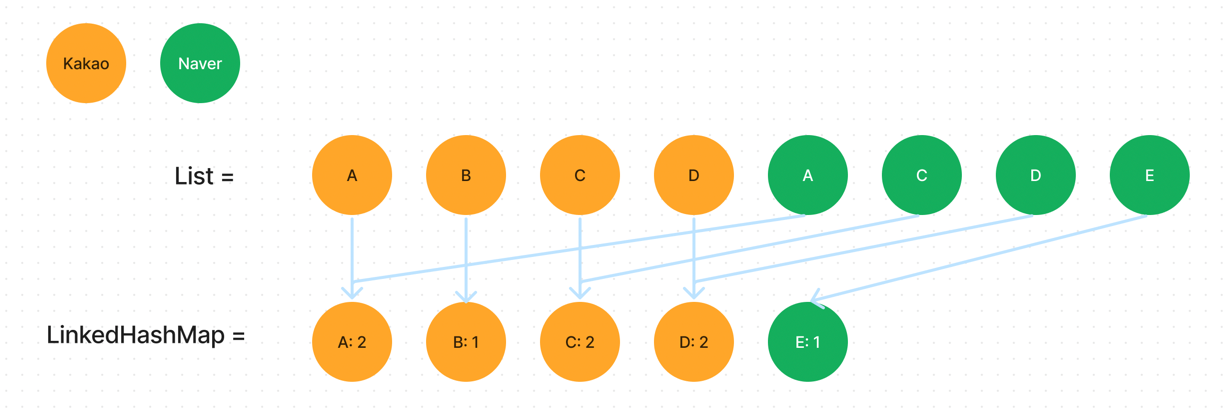 Kakao Naver
List = A B C D A C D E
LinkedHashMap = A: 2 B: 1 C: 2 D: 2 E: 1